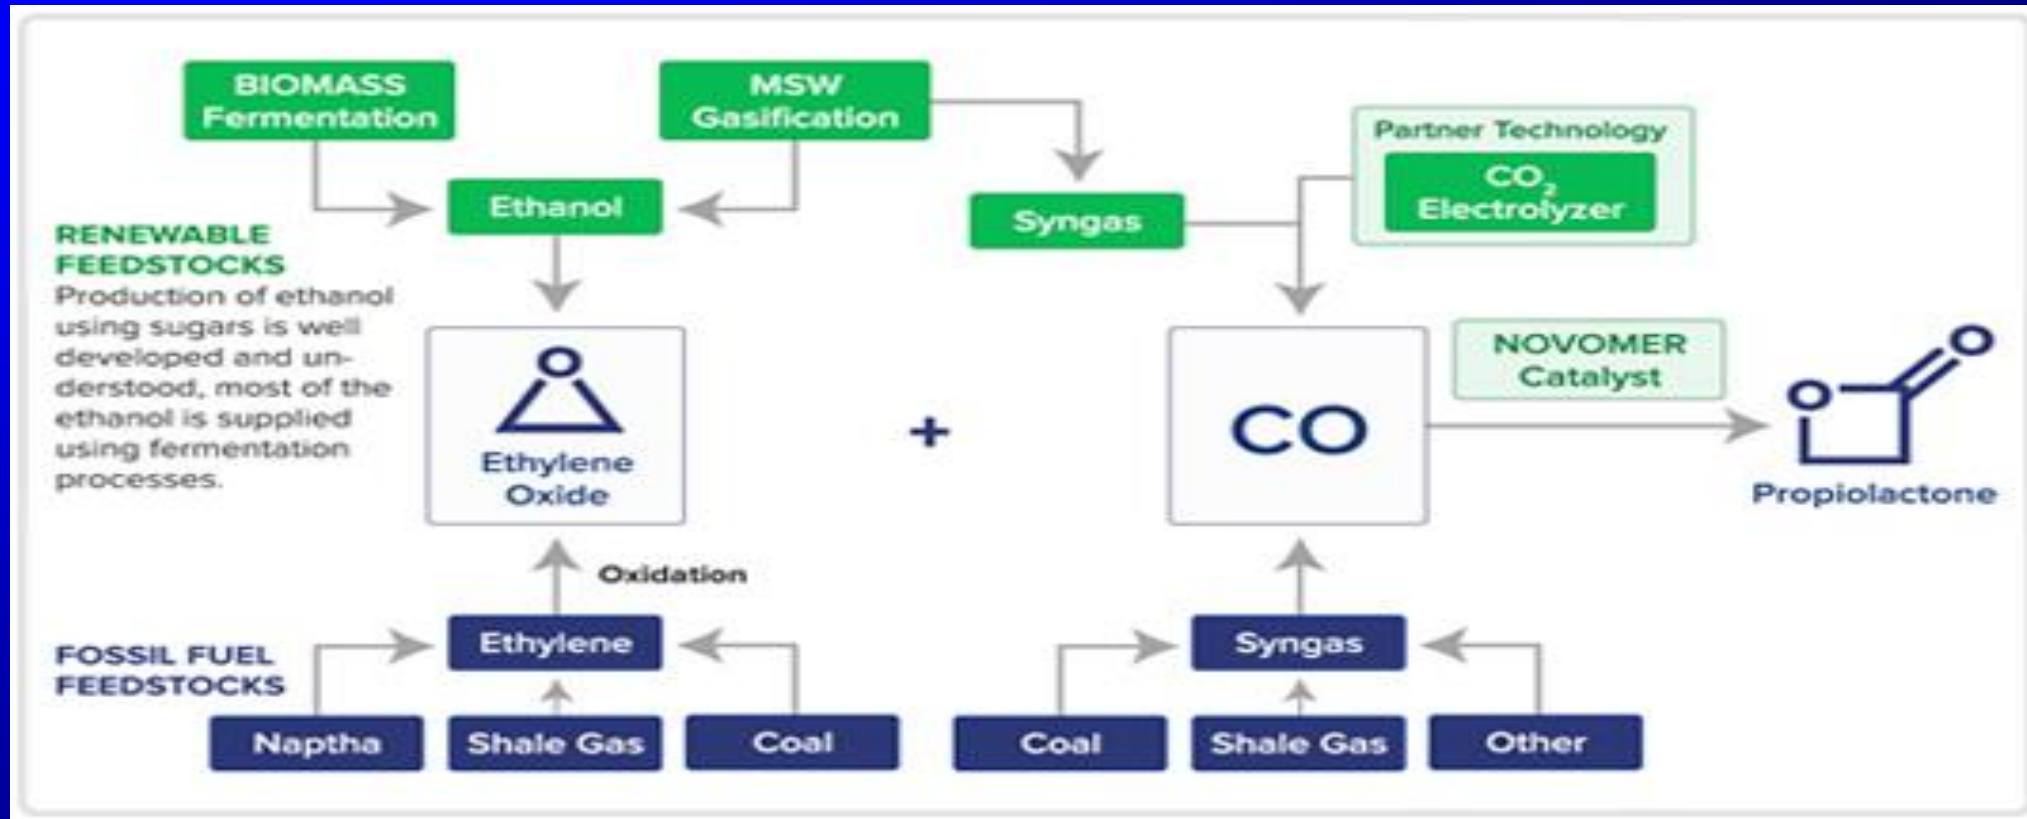 BIOMASS
Fermentation
MSW
Gasification
Partner Technology
CO₂
Electrolyzer
Ethanol
Syngas
RENEWABLE
FEEDSTOCKS
Production of ethanol
using sugars is well
developed and un-
derstood, most of the
ethanol is supplied
using fermentation
processes.
O
Ethylene
Oxide
+
CO
NOVOMER
Catalyst
O
O
Propiolactone
Oxidation
FOSSIL FUEL
FEEDSTOCKS
Ethylene
Syngas
Naptha
Shale Gas
Coal
Coal
Shale Gas
Other